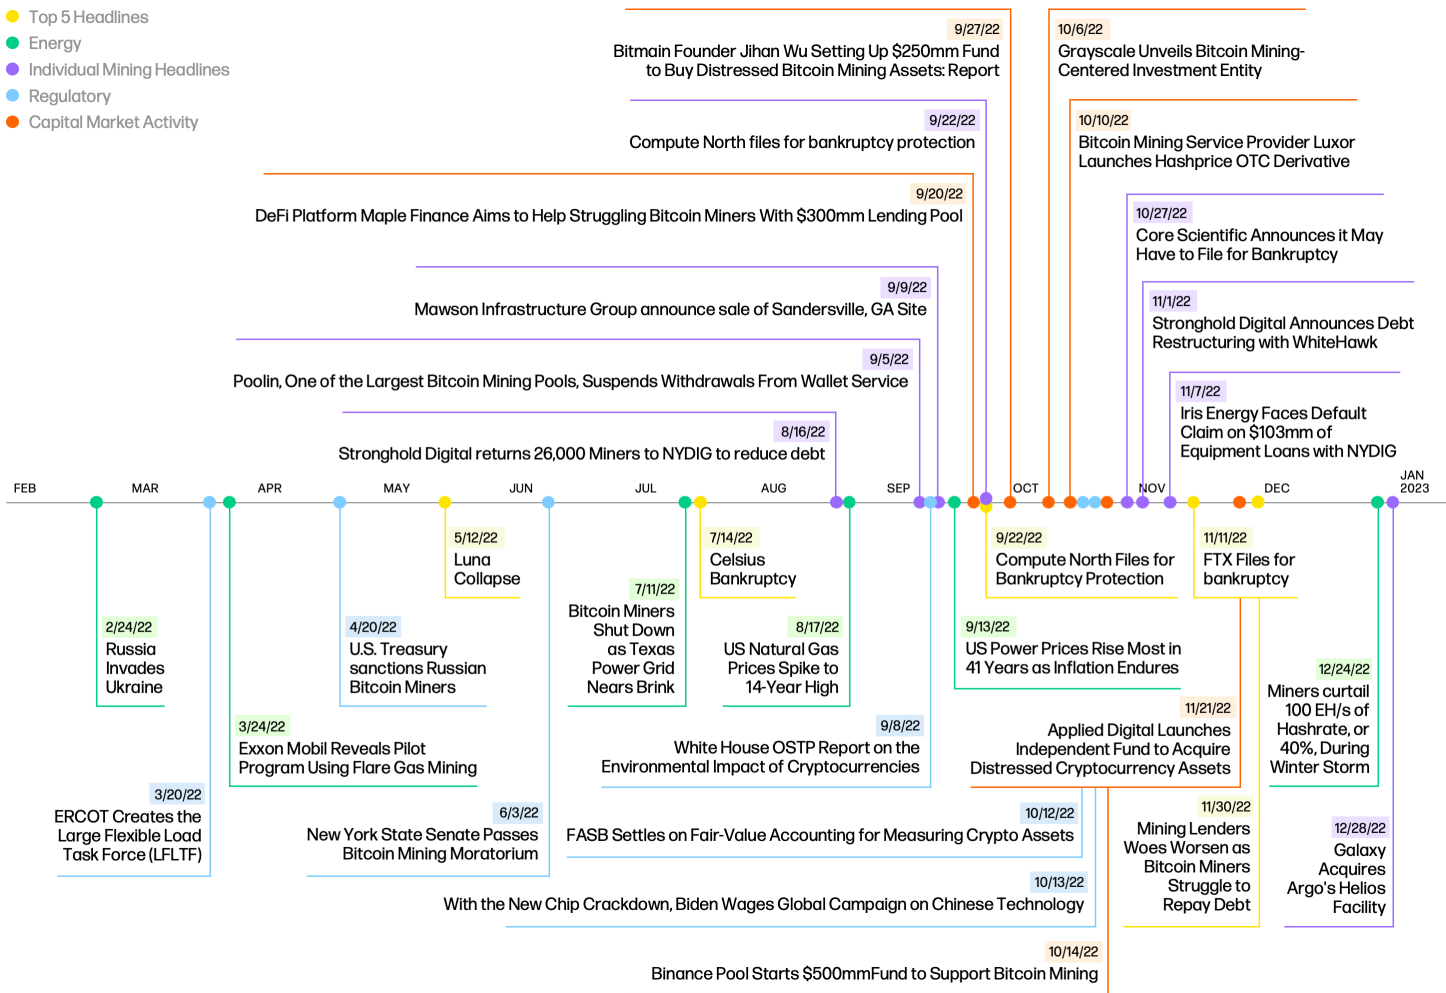 Top 5 Headlines
Energy
Individual Mining Headlines
Regulatory
Capital Market Activity
9/27/22
Bitmain Founder Jihan Wu Setting Up $250mm Fund
to Buy Distressed Bitcoin Mining Assets: Report
10/6/22
Grayscale Unveils Bitcoin Mining-
Centered Investment Entity
9/22/22
Compute North files for bankruptcy protection
10/10/22
Bitcoin Mining Service Provider Luxor
Launches Hashprice OTC Derivative
9/20/22
DeFi Platform Maple Finance Aims to Help Struggling Bitcoin Miners With $300mm Lending Pool
10/27/22
Core Scientific Announces it May
Have to File for Bankruptcy
9/9/22
Mawson Infrastructure Group announce sale of Sandersville, GA Site
11/1/22
Stronghold Digital Announces Debt
Restructuring with WhiteHawk
9/5/22
Poolin, One of the Largest Bitcoin Mining Pools, Suspends Withdrawals From Wallet Service
11/7/22
Iris Energy Faces Default
Claim on $103mm of
Equipment Loans with NYDIG
8/16/22
Stronghold Digital returns 26,000 Miners to NYDIG to reduce debt
FEB
MAR
APR
MAY
JUN
JUL
AUG
SEP
OCT
NOV
DEC
JAN
2023
2/24/22
Russia
Invades
Ukraine
3/20/22
ERCOT Creates the
Large Flexible Load
Task Force (LFLTF)
3/24/22
Exxon Mobil Reveals Pilot
Program Using Flare Gas Mining
4/20/22
U.S. Treasury
sanctions Russian
Bitcoin Miners
5/12/22
Luna
Collapse
6/3/22
New York State Senate Passes
Bitcoin Mining Moratorium
7/11/22
Bitcoin Miners
Shut Down
as Texas
Power Grid
Nears Brink
7/14/22
Celsius
Bankruptcy
8/17/22
US Natural Gas
Prices Spike to
14-Year High
9/8/22
White House OSTP Report on the
Environmental Impact of Cryptocurrencies
9/13/22
US Power Prices Rise Most in
41 Years as Inflation Endures
9/22/22
Compute North Files for
Bankruptcy Protection
10/12/22
FASB Settles on Fair-Value Accounting for Measuring Crypto Assets
10/13/22
With the New Chip Crackdown, Biden Wages Global Campaign on Chinese Technology
10/14/22
Binance Pool Starts $500mmFund to Support Bitcoin Mining
11/11/22
FTX Files for
bankruptcy
11/21/22
Applied Digital Launches
Independent Fund to Acquire
Distressed Cryptocurrency Assets
11/30/22
Mining Lenders
Woes Worsen as
Bitcoin Miners
Struggle to
Repay Debt
12/24/22
Miners curtail
100 EH/s of
Hashrate, or
40%, During
Winter Storm
12/28/22
Galaxy
Acquires
Argo's Helios
Facility